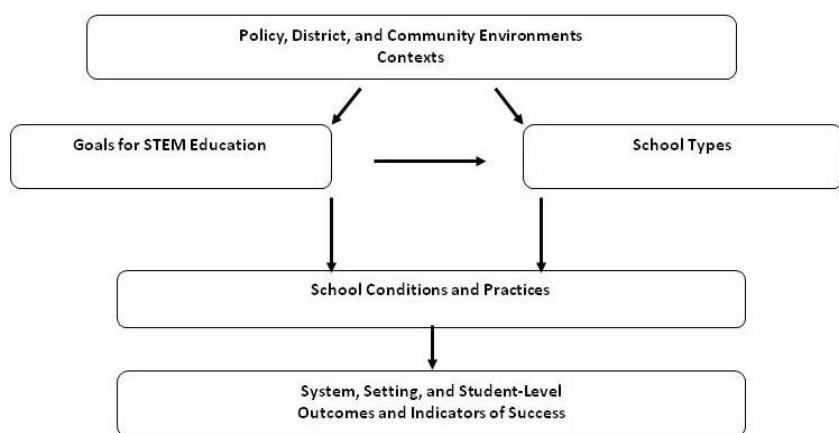 Policy, District, and Community Environments
Contexts
Goals for STEM Education
School Types
School Conditions and Practices
System, Setting, and Student-Level
Outcomes and Indicators of Success